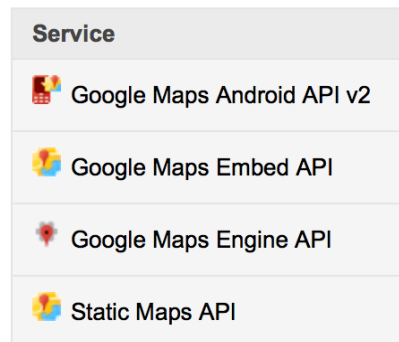 Service
Google Maps Android API v2
Google Maps Embed API
Google Maps Engine API
Static Maps API